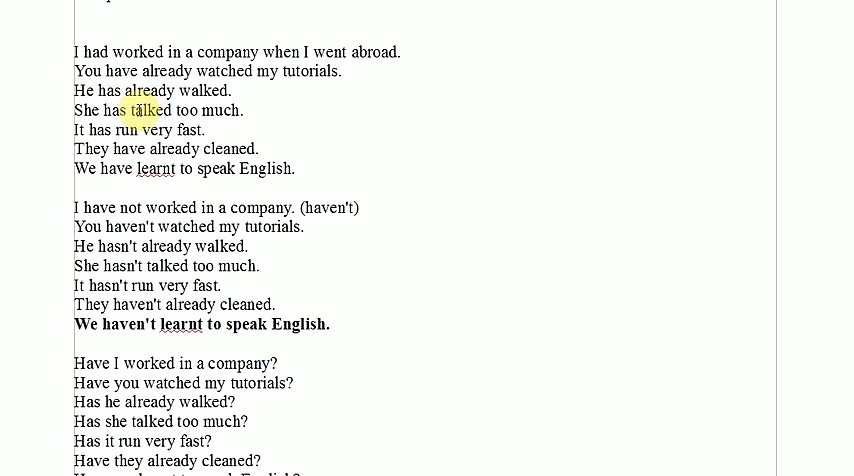 I had worked in a company when I went abroad.
You have already watched my tutorials.
He has already walked.
She has talked too much.
It has run very fast.
They have already cleaned.
We have learnt to speak English.
I have not worked in a company. (haven't)
You haven't watched my tutorials.
He hasn't already walked.
She hasn't talked too much.
It hasn't run very fast.
They haven't already cleaned.
We haven't learnt to speak English.
Have I worked in a company?
Have you watched my tutorials?
Has he already walked?
Has she talked too much?
Has it run very fast?
Have they already cleaned?